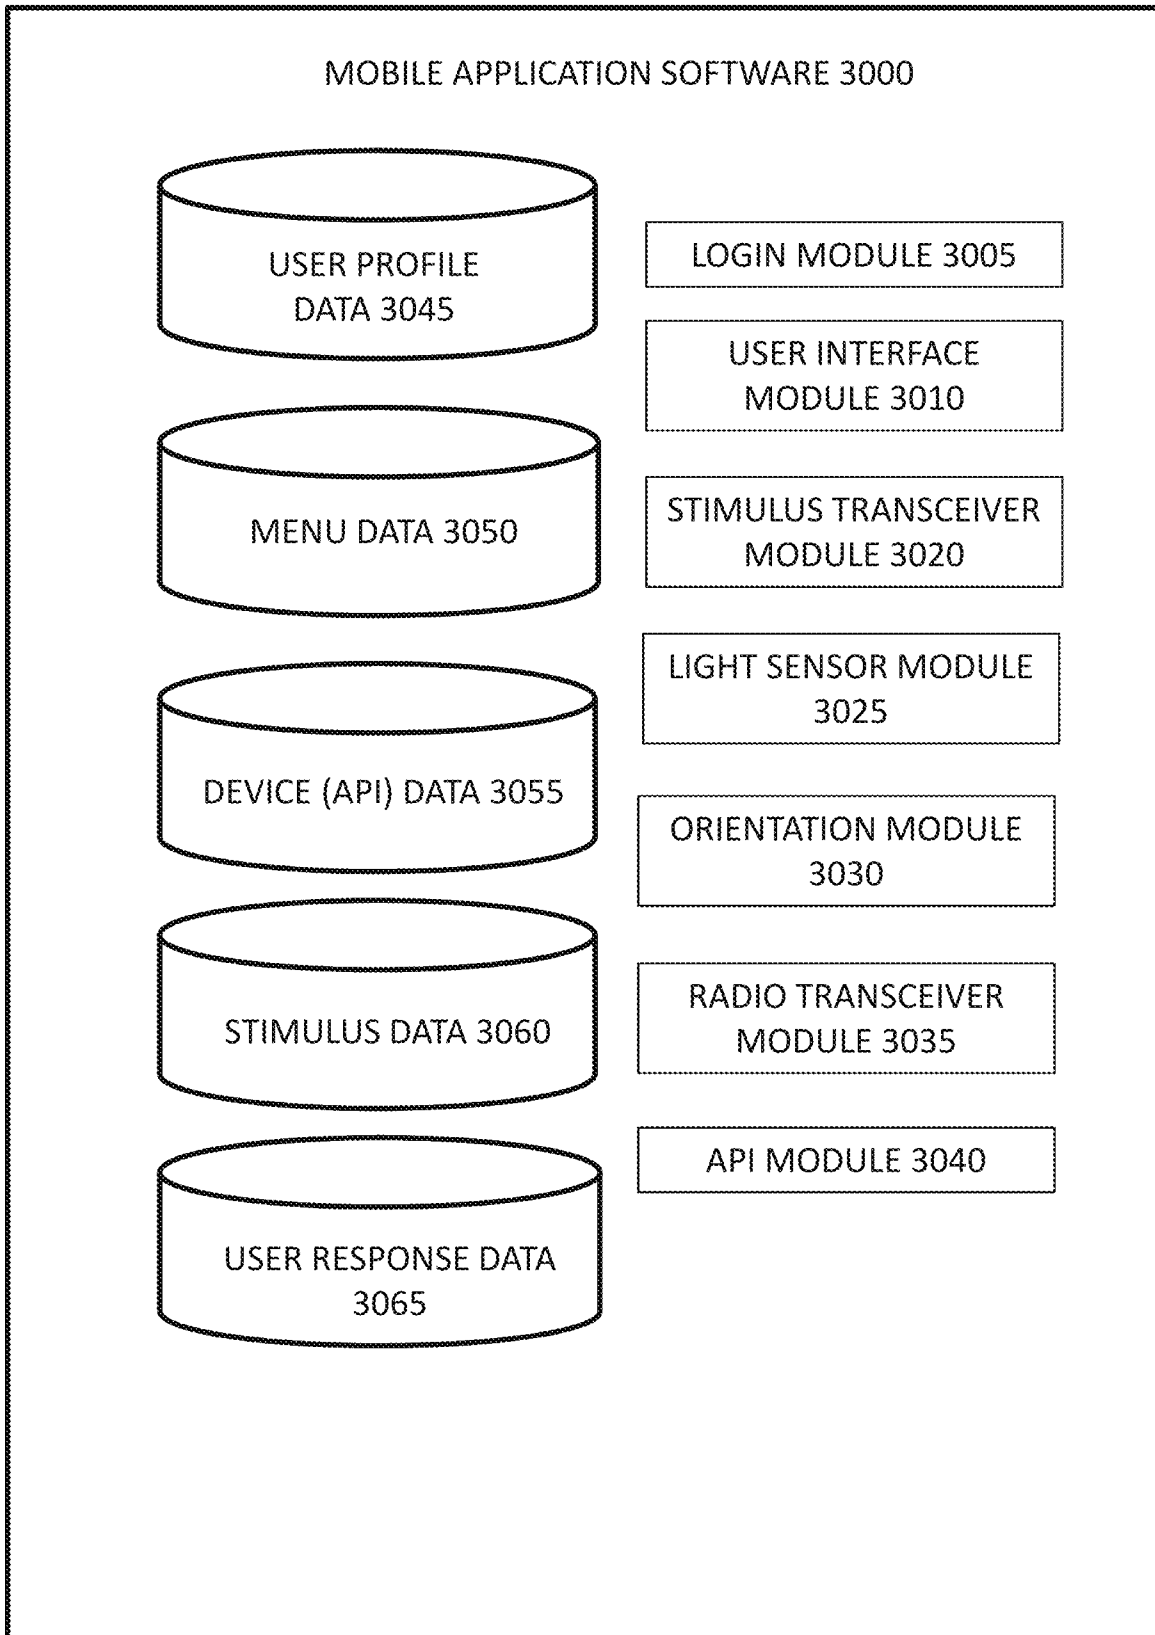 MOBILE APPLICATION SOFTWARE 3000
USER PROFILE
DATA 3045
MENU DATA 3050
DEVICE (API) DATA 3055
STIMULUS DATA 3060
USER RESPONSE DATA
3065
LOGIN MODULE 3005
USER INTERFACE
MODULE 3010
STIMULUS TRANSCEIVER
MODULE 3020
LIGHT SENSOR MODULE
3025
ORIENTATION MODULE
3030
RADIO TRANSCEIVER
MODULE 3035
API MODULE 3040